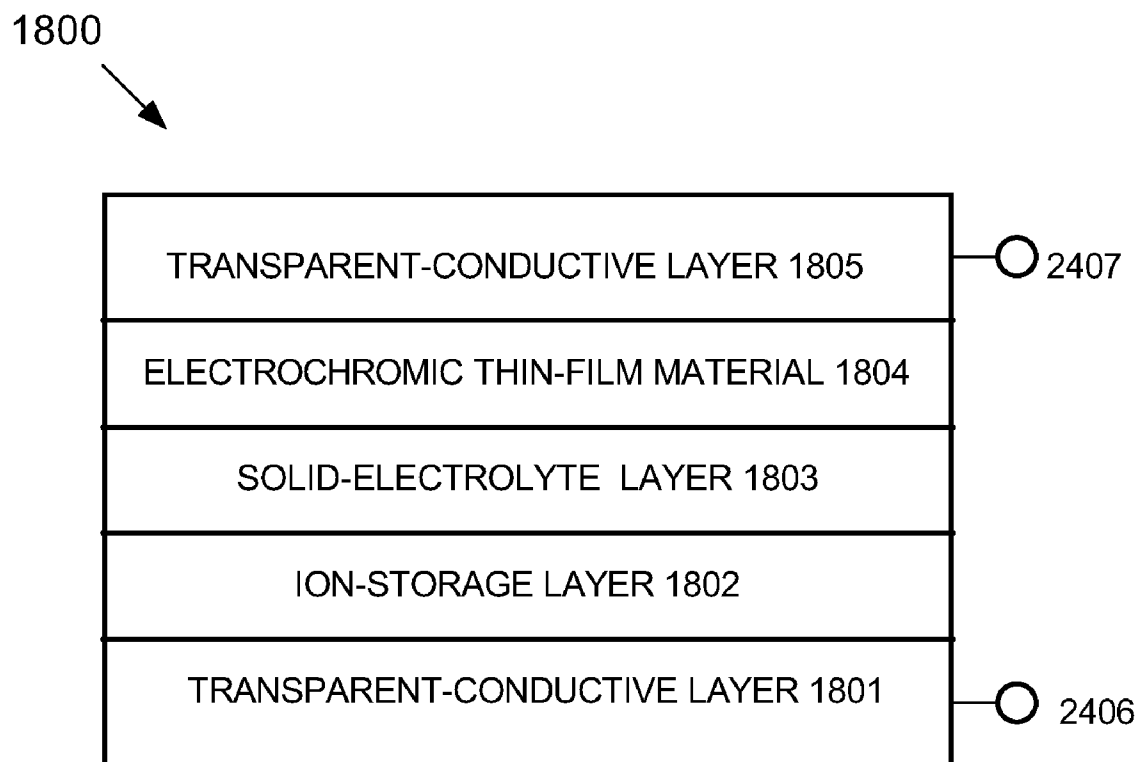 1800
TRANSPARENT-CONDUCTIVE LAYER 1805
2407
ELECTROCHROMIC THIN-FILM MATERIAL 1804
SOLID-ELECTROLYTE LAYER 1803
ION-STORAGE LAYER 1802
TRANSPARENT-CONDUCTIVE LAYER 1801
2406